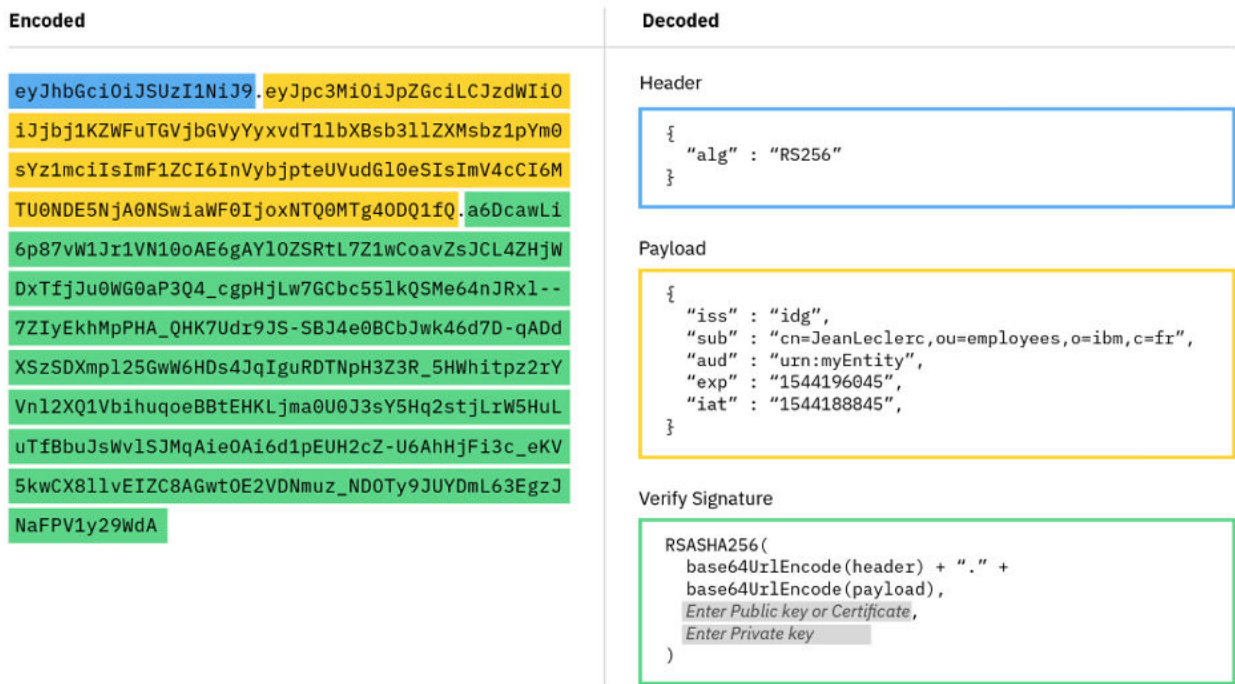 Encoded
eyJhbGciOiJSUzI1NiJ9.eyJpc3MiOiJpZGciLCJzdWIiO
iJjbj1KZWFuTGVjbGVyYyxvdT1lbXBsb3llZXMsbz1pYm0
sYz1mciIsImF1ZCI6InVybjpteUVudGl0eSIsImV4cCI6M
TU0NDE5NjA0NSwiaWF0IjoxNTQ0MTg4ODQ1fQ.a6DcawLi
6p87vW1Jr1VN10oAE6gAYlOZSRtL7Z1wCoavZsJCL4ZHjW
DxTfjJu0WG0aP3Q4_cgpHjLw7GCbc55lkQSMe64nJRxl--
7ZIyEkhMpPHA_QHK7Udr9JS-SBJ4e0BCbJwk46d7D-qADd
XSzSDXmpl25GwW6HDs4JqIguRDTNpH3Z3R_5HWhitpz2rY
Vnl2XQ1VbihuqoeBBtEHKLjma0U0J3sY5Hq2stjLrW5HuL
uTfBbuJsWvlSJMqAieOAi6d1pEUH2cZ-U6AhHjFi3c_eKV
5kwCX8llvEIZC8AGwtOE2VDNmuz_NDOTy9JUYDmL63EgzJ
NaFPV1y29WdA
Decoded
Header
{
“alg” : “RS256”
}
Payload
{
“iss” : “idg”,
“sub” : “cn=JeanLeclerc,ou=employees,o=ibm,c=fr”,
“aud” : “urn:myEntity”,
“exp” : “1544196045”,
“iat” : “1544188845”,
}
Verify Signature
RSASHA256(
base64UrlEncode(header) + “.” +
base64UrlEncode(payload),
Enter Public key or Certificate,
Enter Private key
)